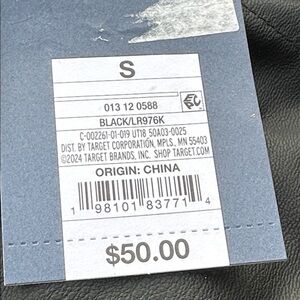 S
013 12 0588
BLACK/LR976K
C-002261-01-019 UT18 50A03-0025
DIST. BY TARGET CORPORATION, MPLS., MN 55403
©2024 TARGET BRANDS, INC. SHOP TARGET.COM
ORIGIN: CHINA
1 98101 83771 4
$50.00